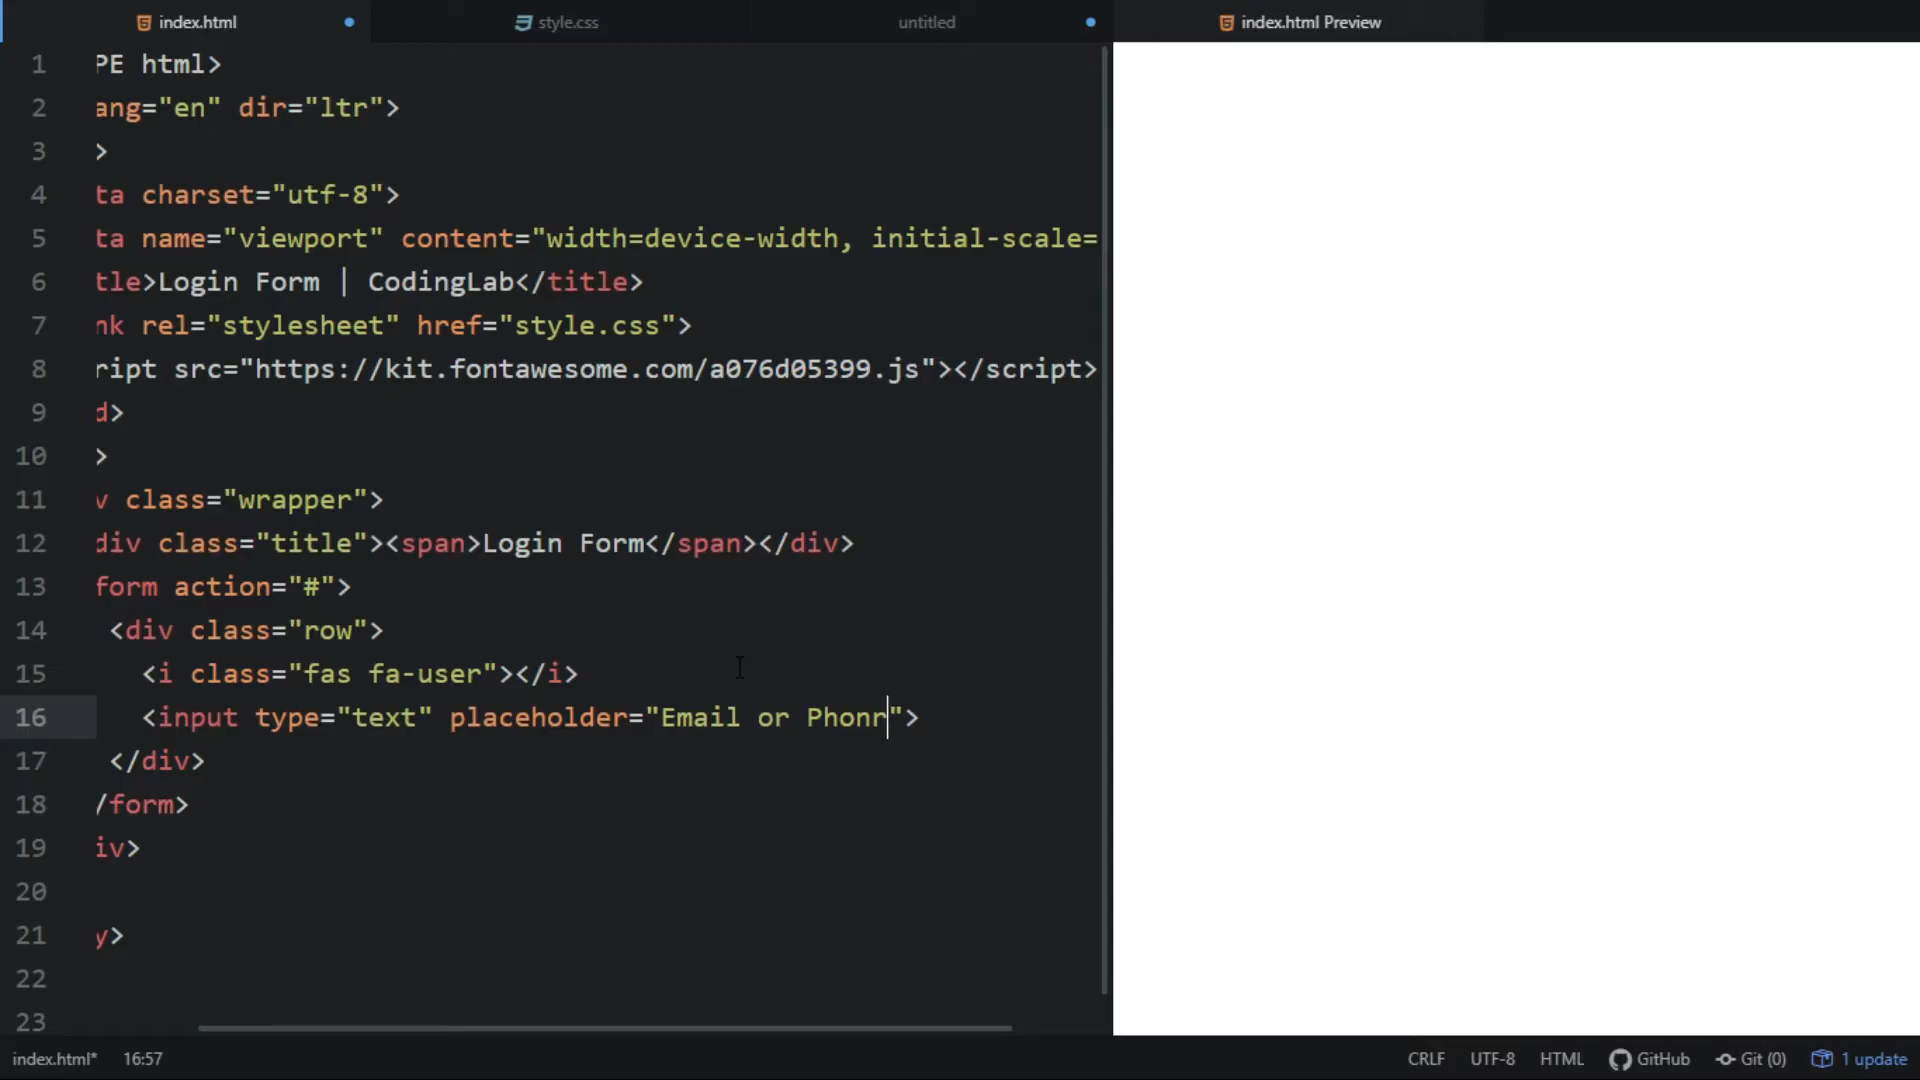 index.html style.css untitled index.html Preview
1 PE html>
2 ang="en" dir="ltr">
3 >
4 ta charset="utf-8">
5 ta name="viewport" content="width=device-width, initial-scale=
6 tle>Login Form | CodingLab</title>
7 nk rel="stylesheet" href="style.css">
8 ript src="https://kit.fontawesome.com/a076d05399.js"></script>
9 d>
10 >
11 v class="wrapper">
12 div class="title"><span>Login Form</span></div>
13 form action="#">
14 <div class="row">
15 <i class="fas fa-user"></i>
16 <input type="text" placeholder="Email or Phonr">
17 </div>
18 /form>
19 iv>
20
21 y>
22
23
index.html* 16:57 CRLF UTF-8 HTML GitHub Git (0) 1 update